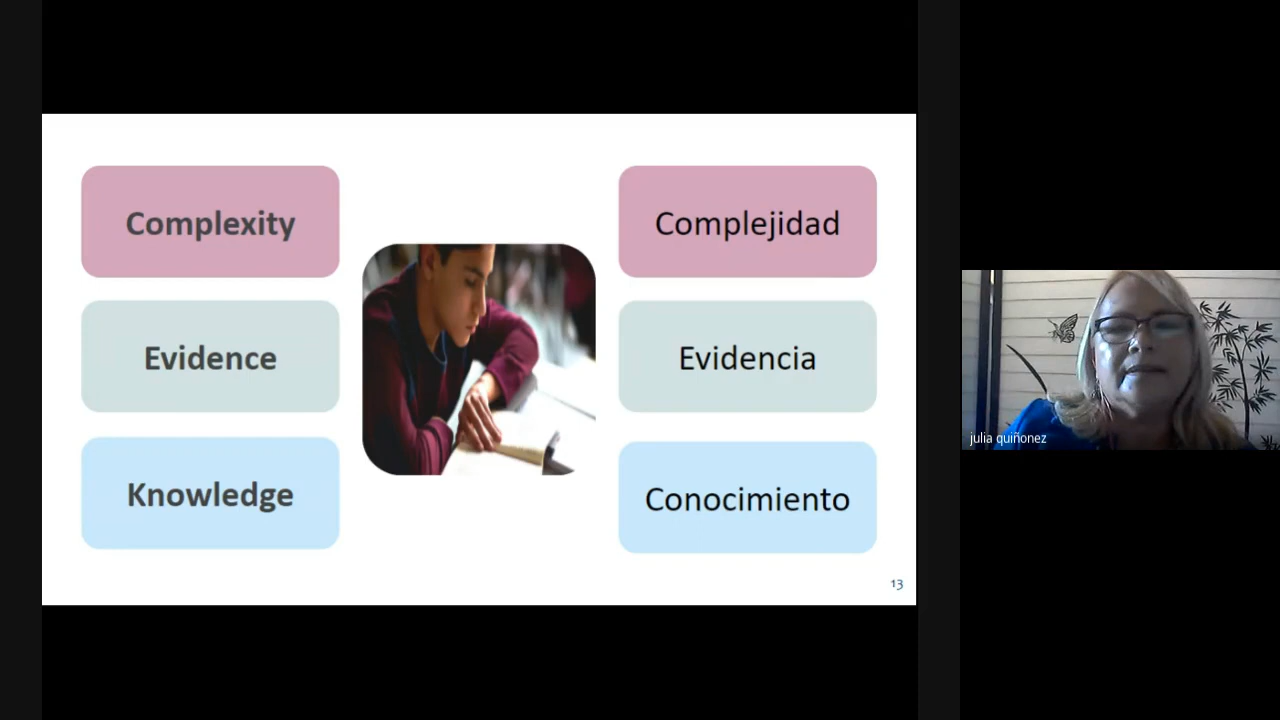 Complexity
Complejidad
Evidence
Evidencia
Knowledge
Conocimiento
13
julia quiñonez